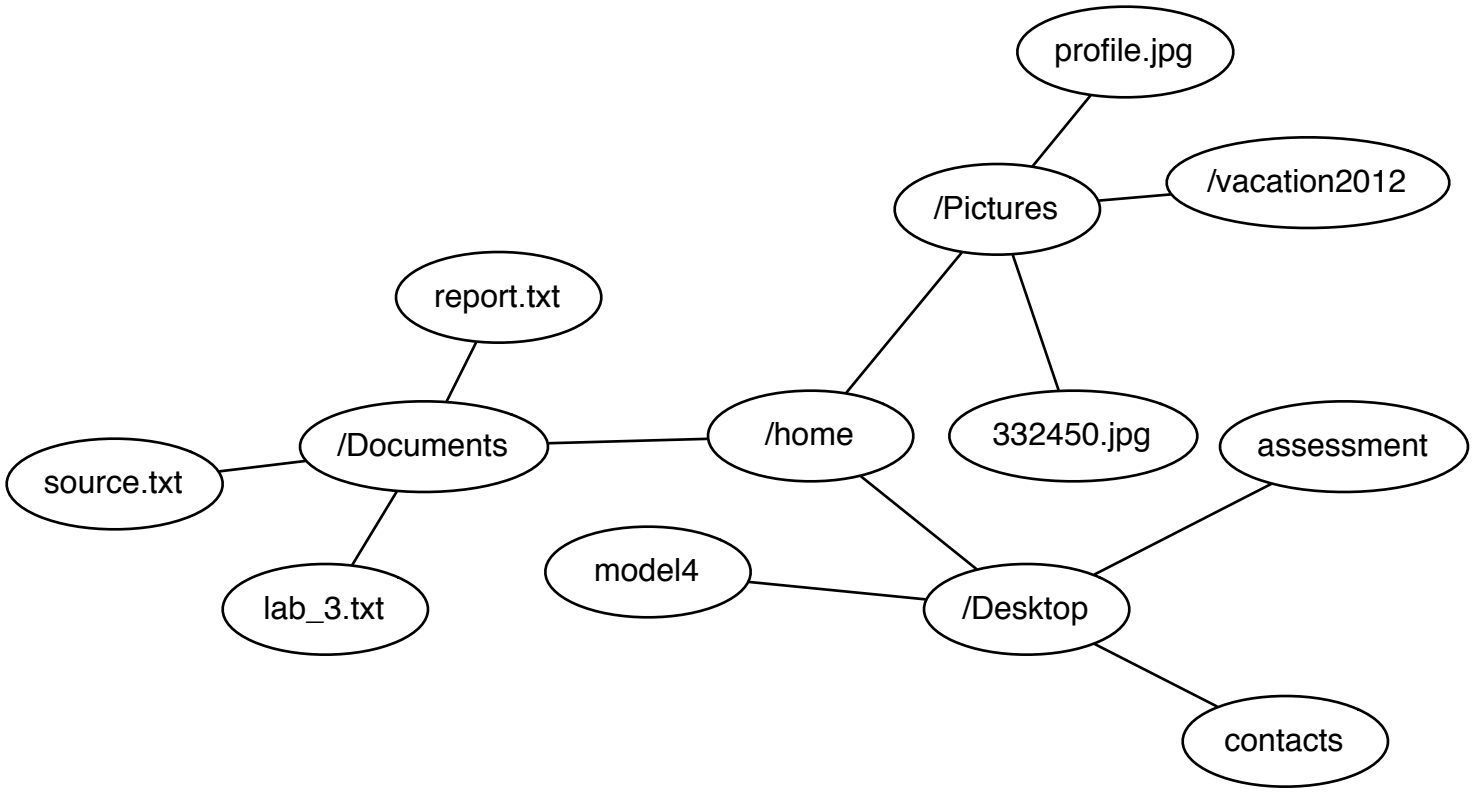 profile.jpg
/vacation2012
/Pictures
report.txt
/Documents
/home
332450.jpg
assessment
source.txt
model4
lab_3.txt
/Desktop
contacts